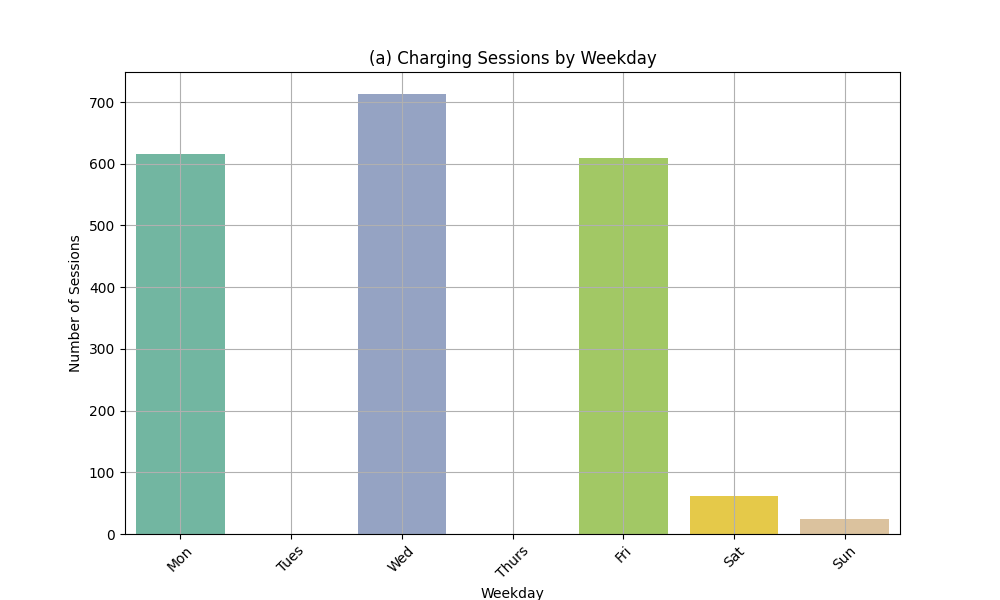 (a) Charging Sessions by Weekday
Number of Sessions
700
600
500
400
300
200
100
0
Mon
Tues
Wed
Thurs
Fri
Sat
Sun
Weekday